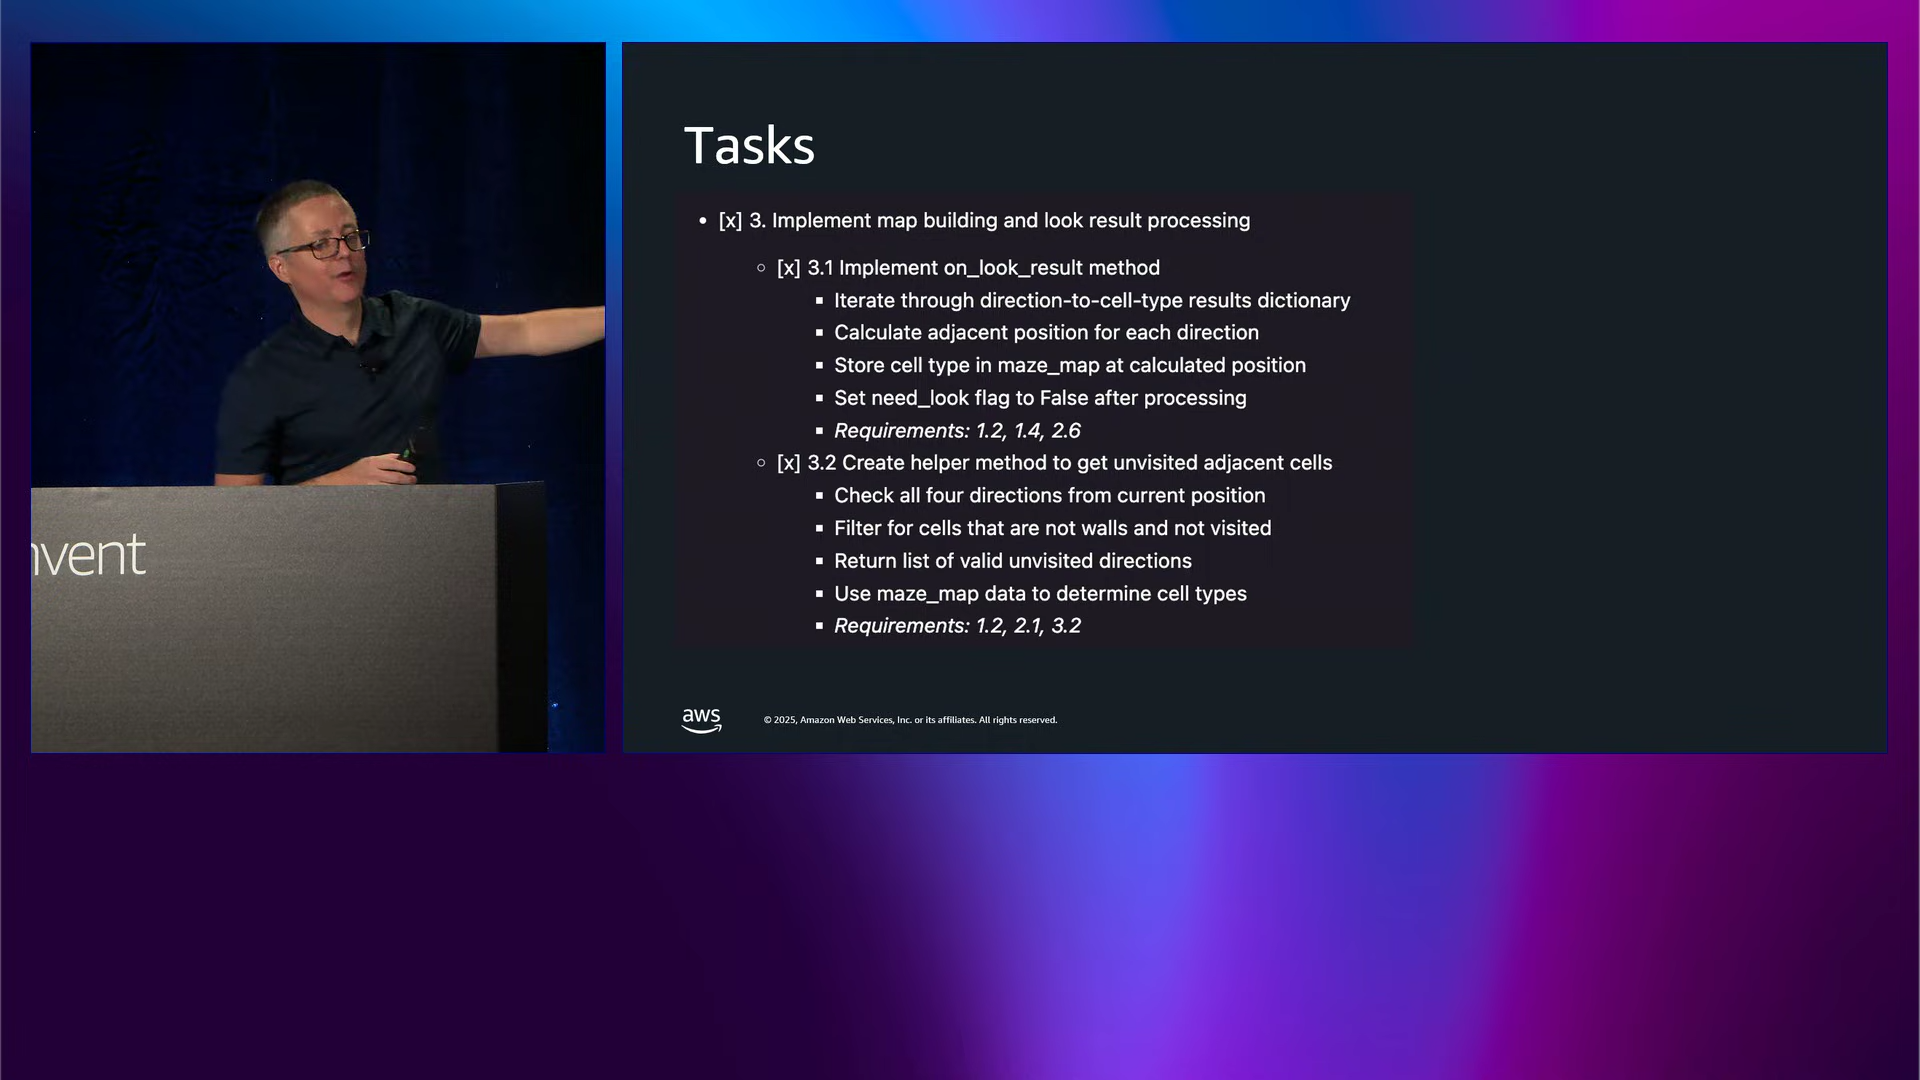 nvent
Tasks
• [x] 3. Implement map building and look result processing
◦ [x] 3.1 Implement on_look_result method
▪ Iterate through direction-to-cell-type results dictionary
▪ Calculate adjacent position for each direction
▪ Store cell type in maze_map at calculated position
▪ Set need_look flag to False after processing
▪ Requirements: 1.2, 1.4, 2.6
◦ [x] 3.2 Create helper method to get unvisited adjacent cells
▪ Check all four directions from current position
▪ Filter for cells that are not walls and not visited
▪ Return list of valid unvisited directions
▪ Use maze_map data to determine cell types
▪ Requirements: 1.2, 2.1, 3.2
aws
© 2025, Amazon Web Services, Inc. or its affiliates. All rights reserved.